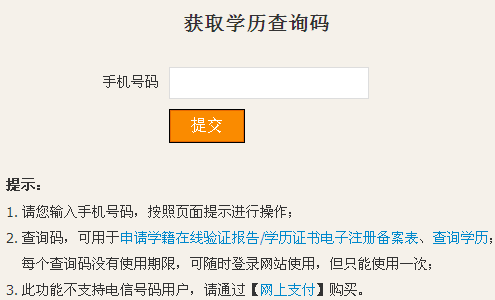 获取学历查询码
手机号码
提交
提示：
1. 请您输入手机号码，按照页面提示进行操作；
2. 查询码，可用于申请学籍在线验证报告/学历证书电子注册备案表、查询学历；
每个查询码没有使用期限，可随时登录网站使用，但只能使用一次；
3. 此功能不支持电信号码用户，请通过【网上支付】购买。